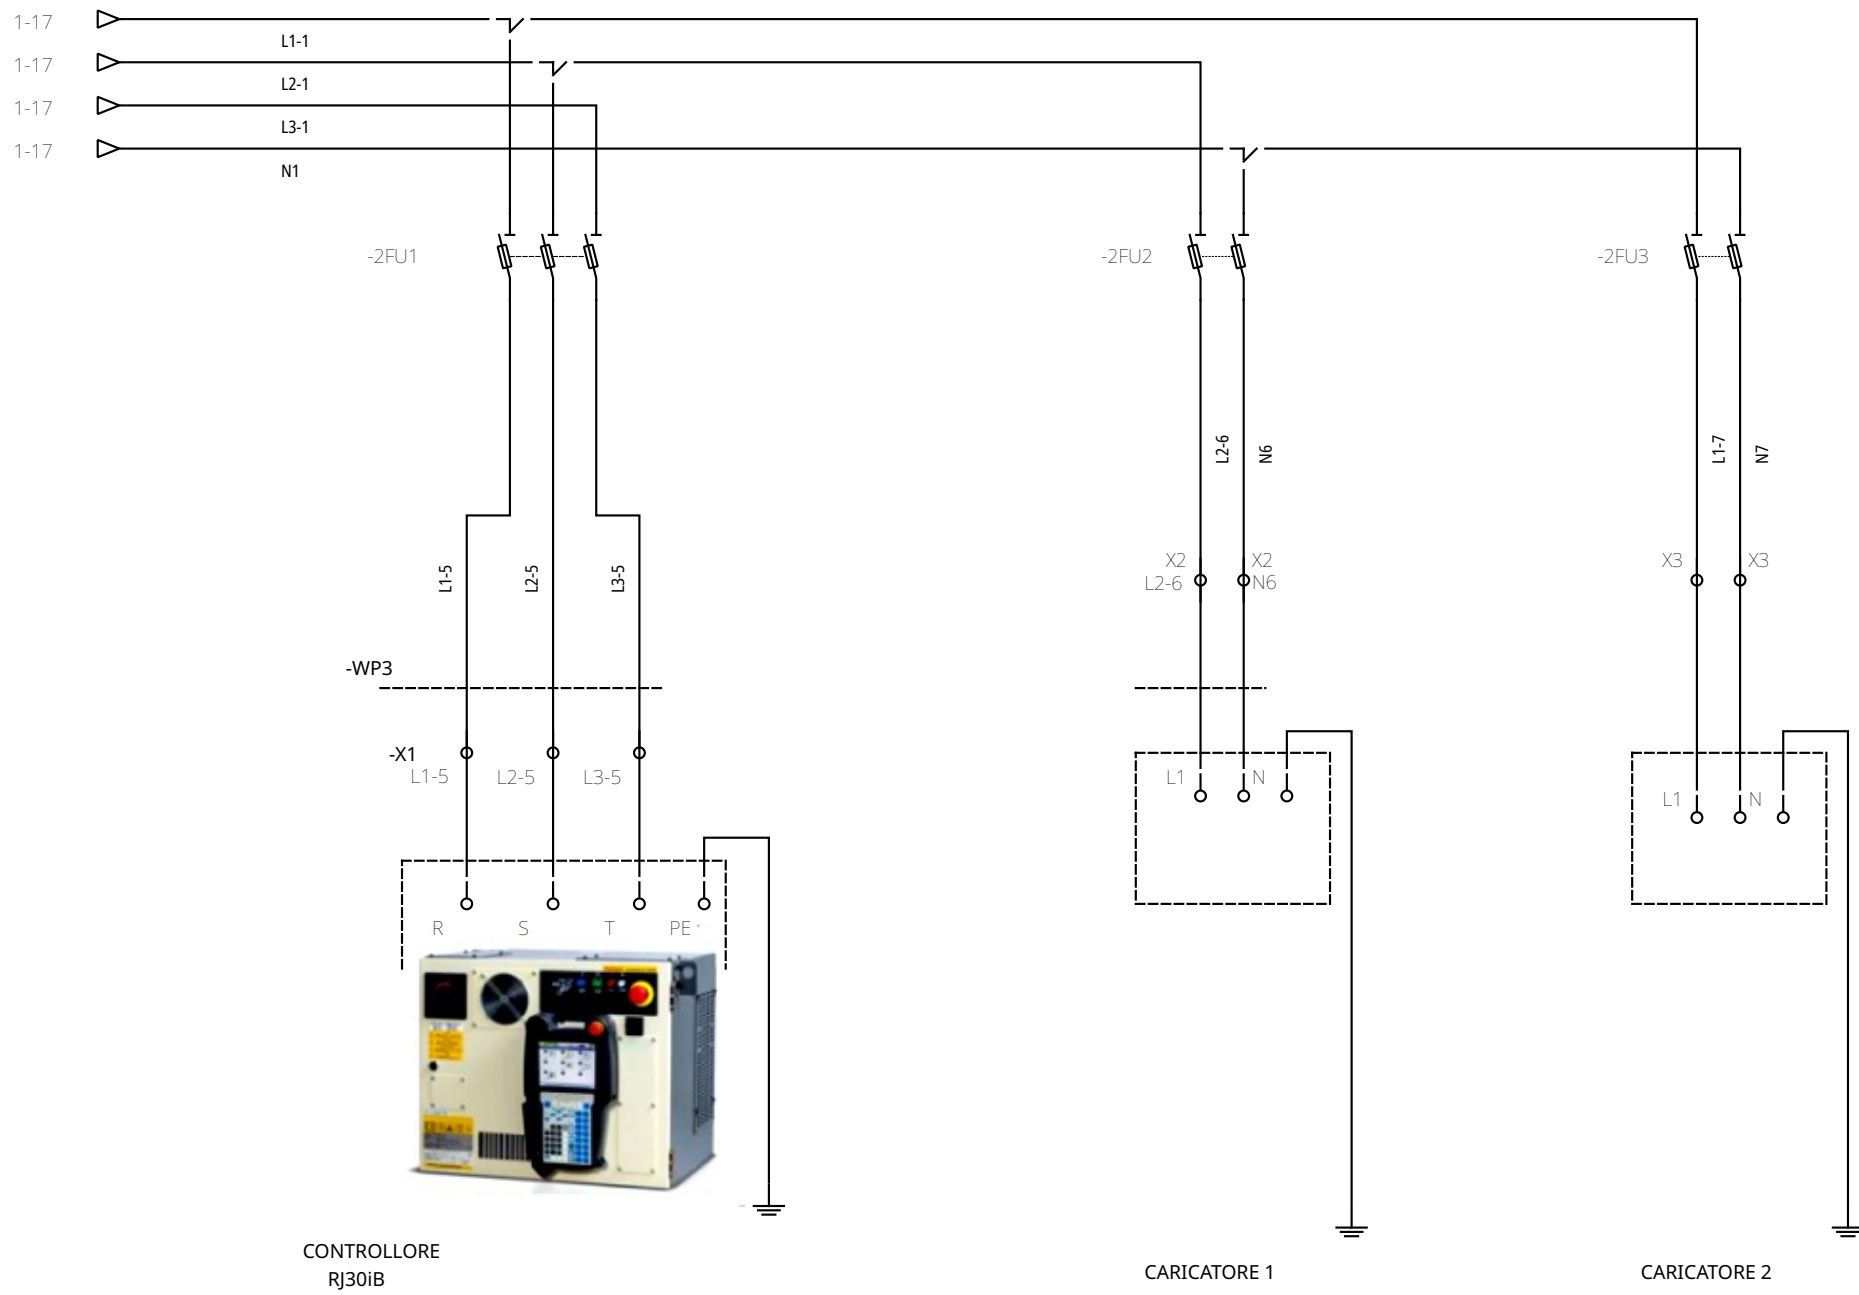 1-17
L1-1
1-17
L2-1
1-17
L3-1
1-17
N1
-2FU1
-2FU2
-2FU3
L2-6
N6
L1-7
N7
L1-5
L2-5
L3-5
X2
L2-6
X2
N6
X3
X3
-WP3
-X1
L1-5
L2-5
L3-5
L1
N
L1
N
R
S
T
PE
CONTROLLORE
RJ30iB
CARICATORE 1
CARICATORE 2